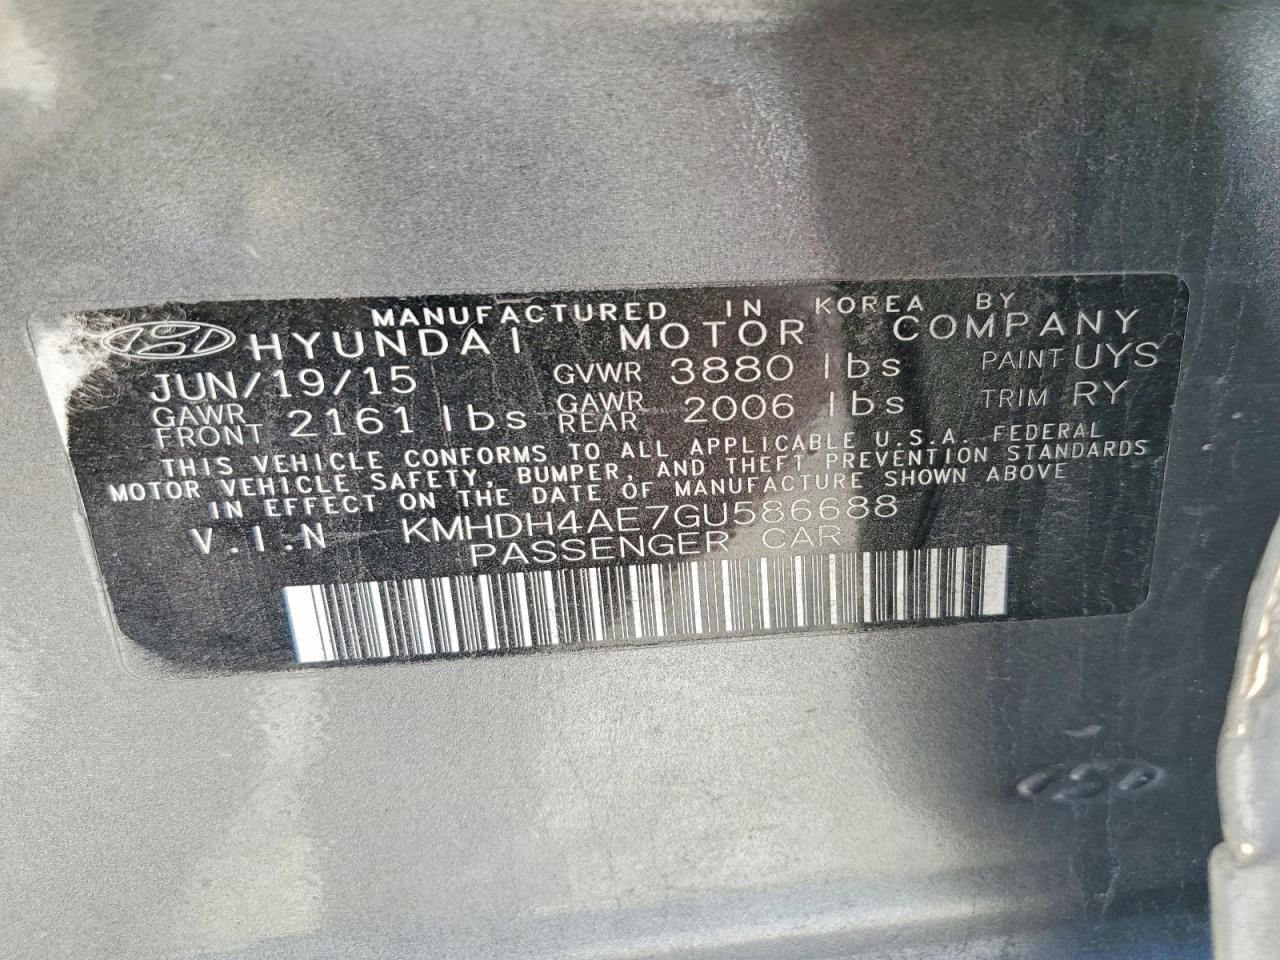 MANUFACTURED IN KOREA BY
HYUNDAI MOTOR COMPANY
JUN/19/15 GVWR 3880 lbs PAINT UYS
GAWR FRONT 2161 lbs GAWR REAR 2006 lbs TRIM RY
THIS VEHICLE CONFORMS TO ALL APPLICABLE U.S.A. FEDERAL
MOTOR VEHICLE SAFETY, BUMPER, AND THEFT PREVENTION STANDARDS
IN EFFECT ON THE DATE OF MANUFACTURE SHOWN ABOVE
V.I.N KMHDH4AE7GU586688
PASSENGER CAR